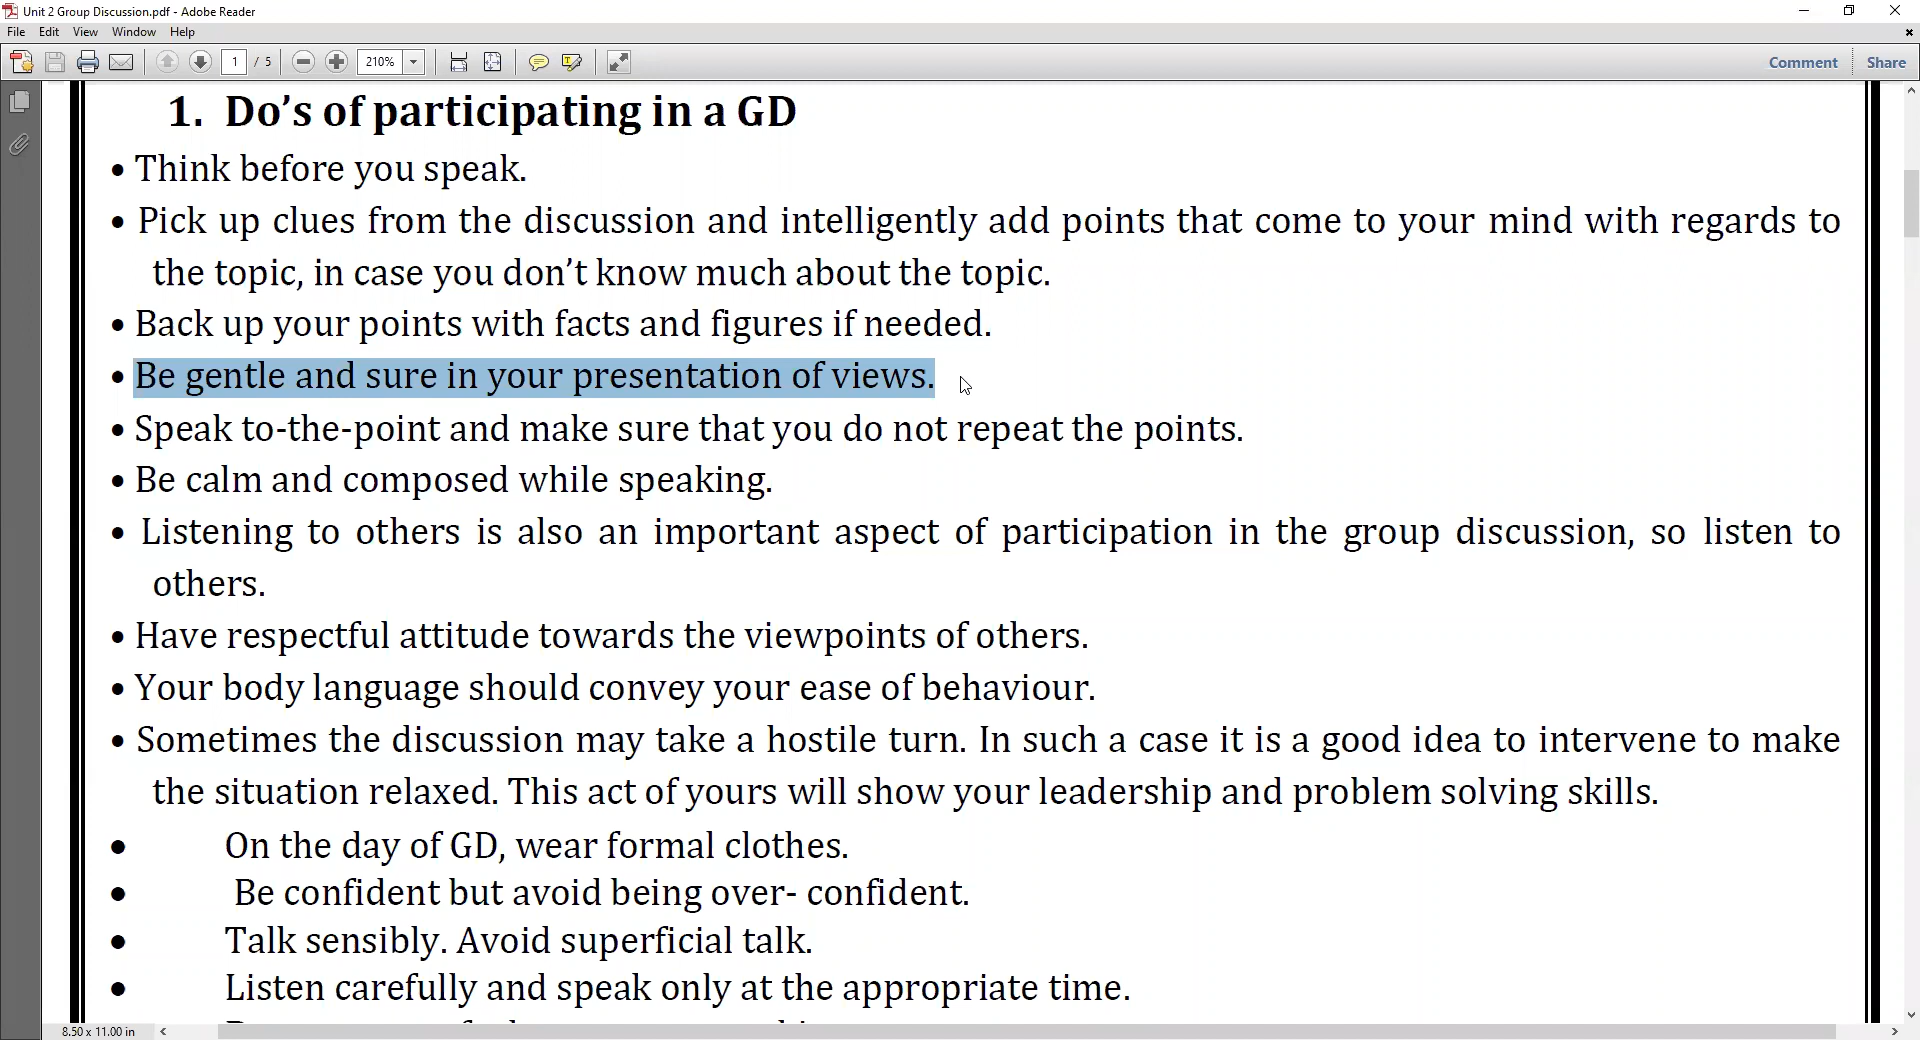 Unit 2 Group Discussion.pdf - Adobe Reader
File Edit View Window Help
1 / 5 210% Comment Share
1. Do’s of participating in a GD
• Think before you speak.
• Pick up clues from the discussion and intelligently add points that come to your mind with regards to
the topic, in case you don’t know much about the topic.
• Back up your points with facts and figures if needed.
• Be gentle and sure in your presentation of views.
• Speak to-the-point and make sure that you do not repeat the points.
• Be calm and composed while speaking.
• Listening to others is also an important aspect of participation in the group discussion, so listen to
others.
• Have respectful attitude towards the viewpoints of others.
• Your body language should convey your ease of behaviour.
• Sometimes the discussion may take a hostile turn. In such a case it is a good idea to intervene to make
the situation relaxed. This act of yours will show your leadership and problem solving skills.
• On the day of GD, wear formal clothes.
• Be confident but avoid being over- confident.
• Talk sensibly. Avoid superficial talk.
• Listen carefully and speak only at the appropriate time.
8.50 x 11.00 in